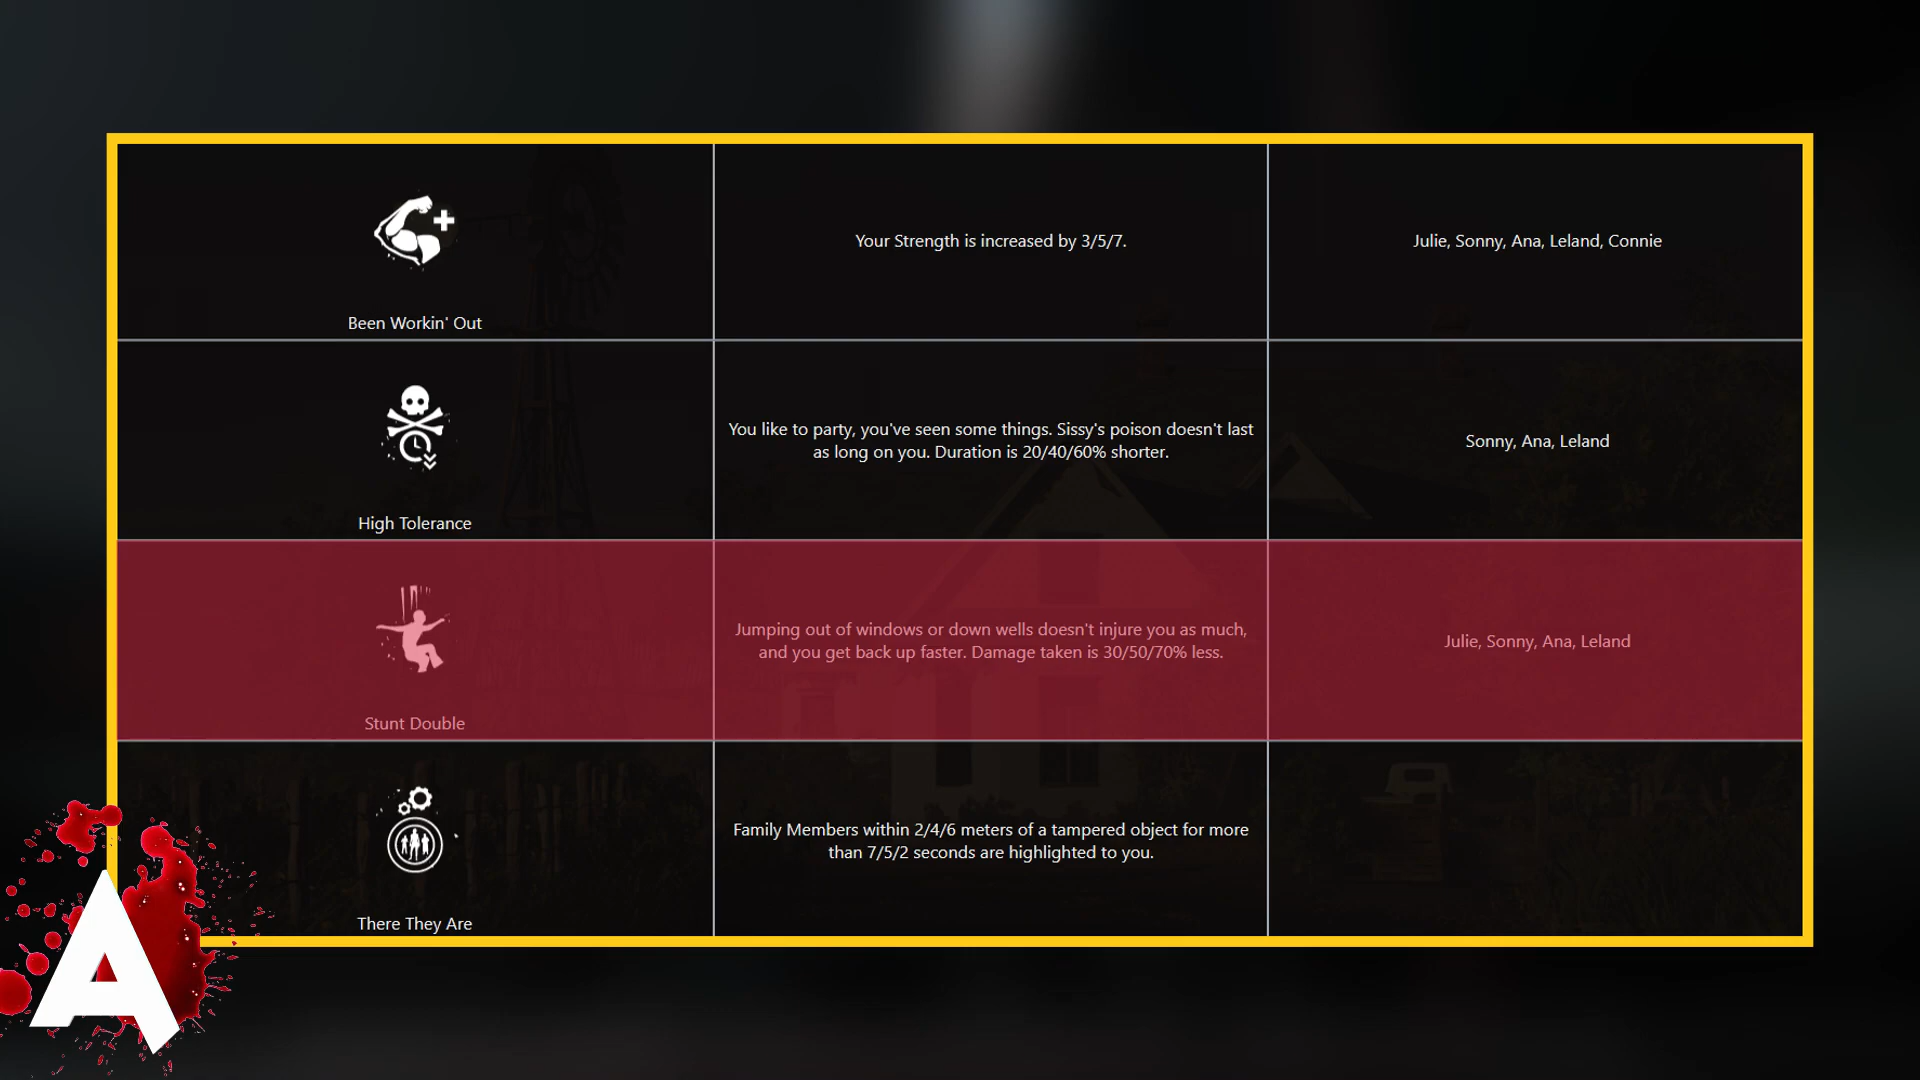 Your Strength is increased by 3/5/7.
Julie, Sonny, Ana, Leland, Connie
Been Workin' Out
You like to party, you've seen some things. Sissy's poison doesn't last
as long on you. Duration is 20/40/60% shorter.
Sonny, Ana, Leland
High Tolerance
Jumping out of windows or down wells doesn't injure you as much,
and you get back up faster. Damage taken is 30/50/70% less.
Julie, Sonny, Ana, Leland
Stunt Double
Family Members within 2/4/6 meters of a tampered object for more
than 7/5/2 seconds are highlighted to you.
There They Are
A